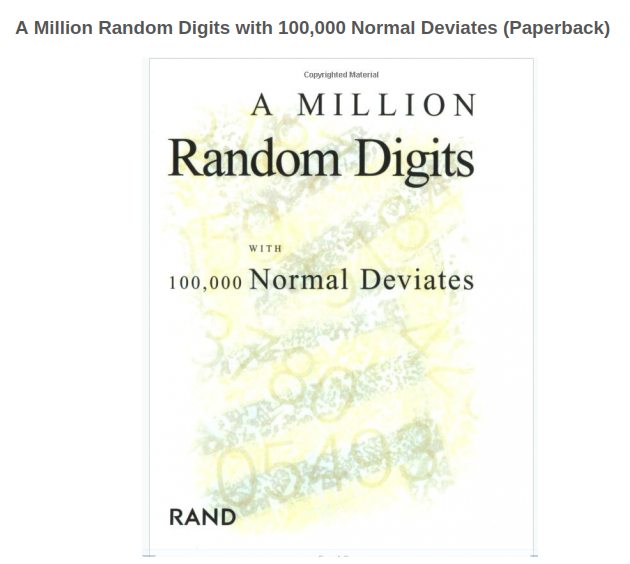 A Million Random Digits with 100,000 Normal Deviates (Paperback)
Copyrighted Material
A MILLION
Random Digits
WITH
100,000 Normal Deviates
05493
RAND